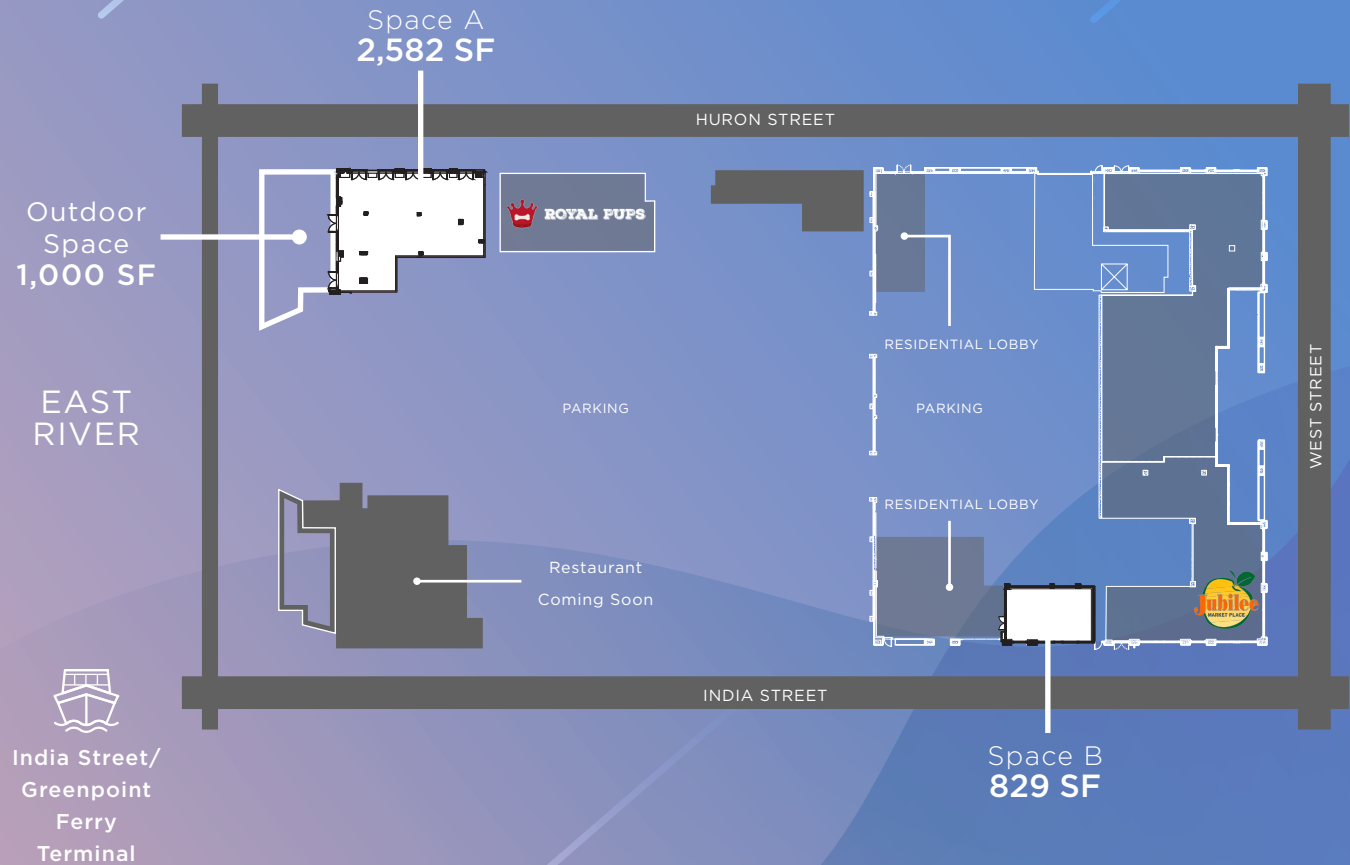 Space A
2,582 SF
HURON STREET
Outdoor
Space
1,000 SF
ROYAL PUPS
RESIDENTIAL LOBBY
EAST
RIVER
PARKING
PARKING
WEST STREET
RESIDENTIAL LOBBY
Restaurant
Coming Soon
Jubilee
MARKET PLACE
INDIA STREET
India Street/
Greenpoint
Ferry
Terminal
Space B
829 SF